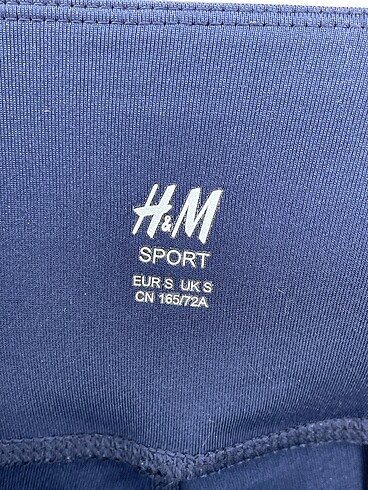 H&M
SPORT
EUR S UK S
CN 165/72A